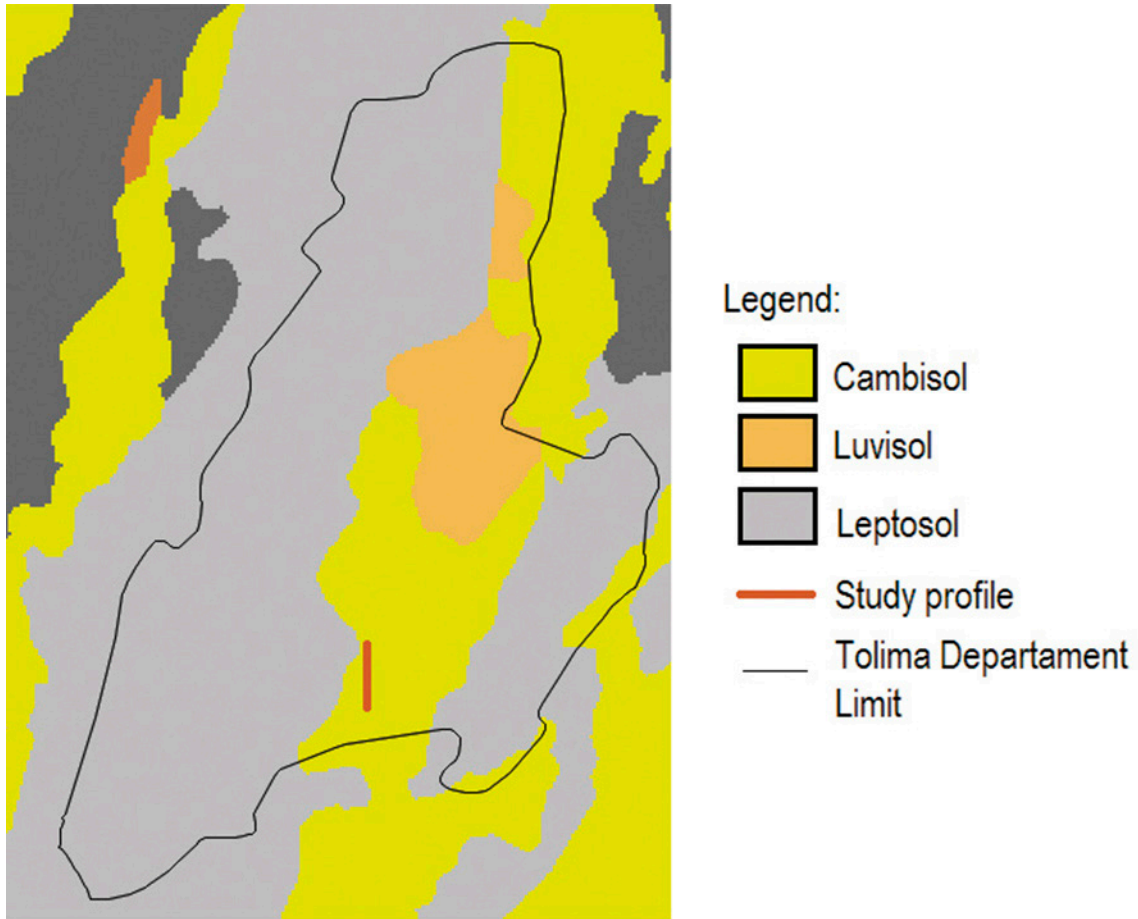 Legend:
Cambisol
Luvisol
Leptosol
Study profile
Tolima Departament
Limit